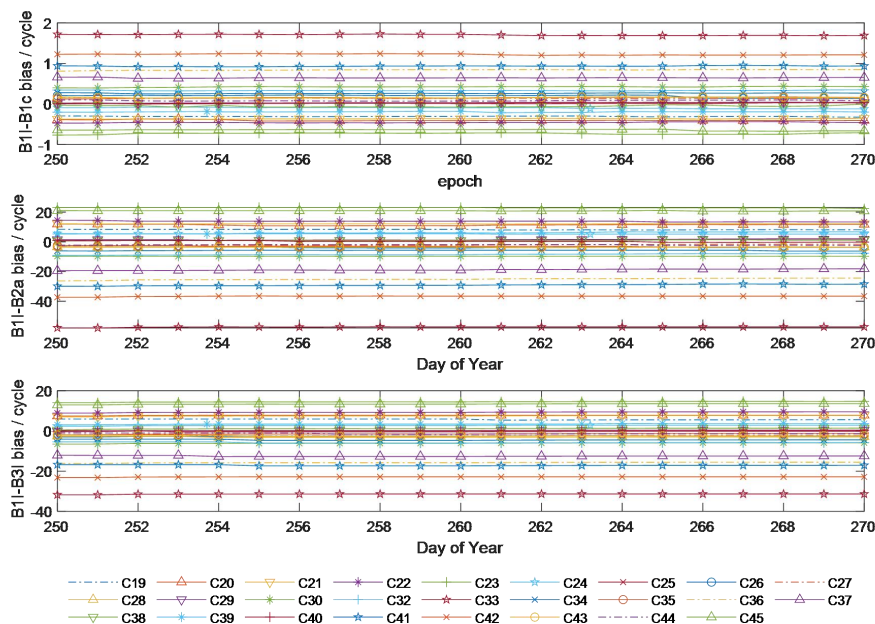 2
1
0
-1
B1I-B1c bias / cycle
250 252 254 256 258 260 262 264 266 268 270
epoch
20
0
-20
-40
B1I-B2a bias / cycle
250 252 254 256 258 260 262 264 266 268 270
Day of Year
20
0
-20
-40
B1I-B3I bias / cycle
250 252 254 256 258 260 262 264 266 268 270
Day of Year
C19 C20 C21 C22 C23 C24 C25 C26 C27
C28 C29 C30 C32 C33 C34 C35 C36 C37
C38 C39 C40 C41 C42 C43 C44 C45